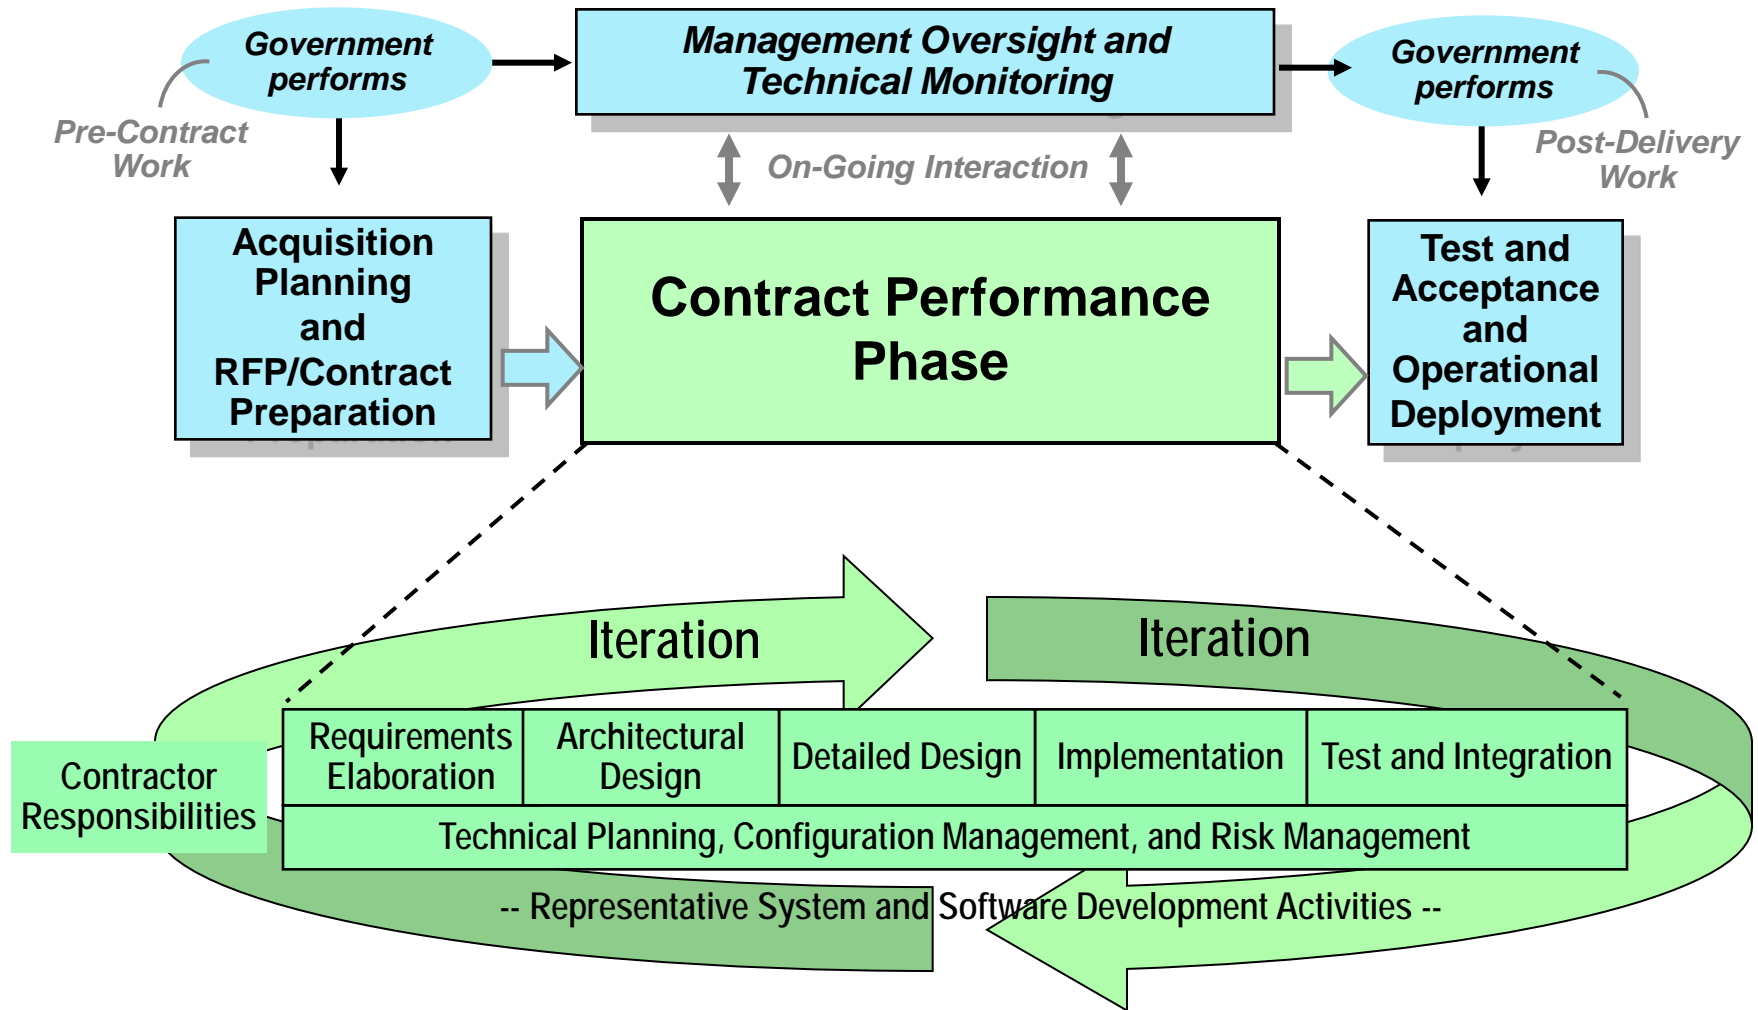 Government
performs
Management Oversight and
Technical Monitoring
Government
performs
Pre-Contract
Work
On-Going Interaction
Post-Delivery
Work
Acquisition
Planning
and
RFP/Contract
Preparation
Contract Performance
Phase
Test and
Acceptance
and
Operational
Deployment
Iteration
Iteration
Contractor
Responsibilities
Requirements
Elaboration
Architectural
Design
Detailed Design
Implementation
Test and Integration
Technical Planning, Configuration Management, and Risk Management
-- Representative System and Software Development Activities --